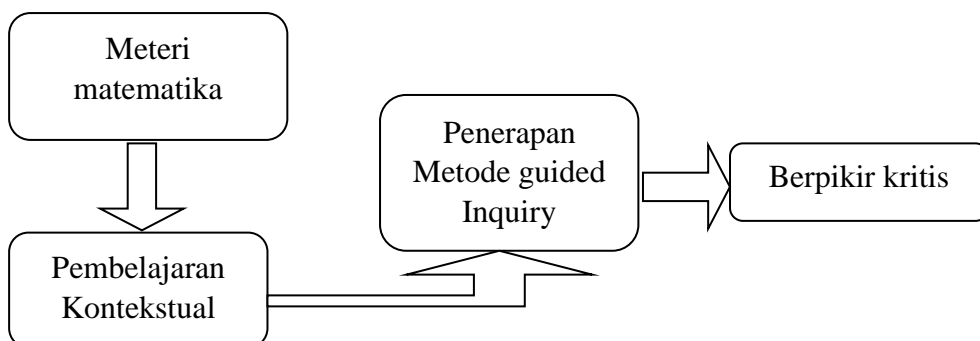 Meteri
matematika
Pembelajaran
Kontekstual
Penerapan
Metode guided
Inquiry
Berpikir kritis